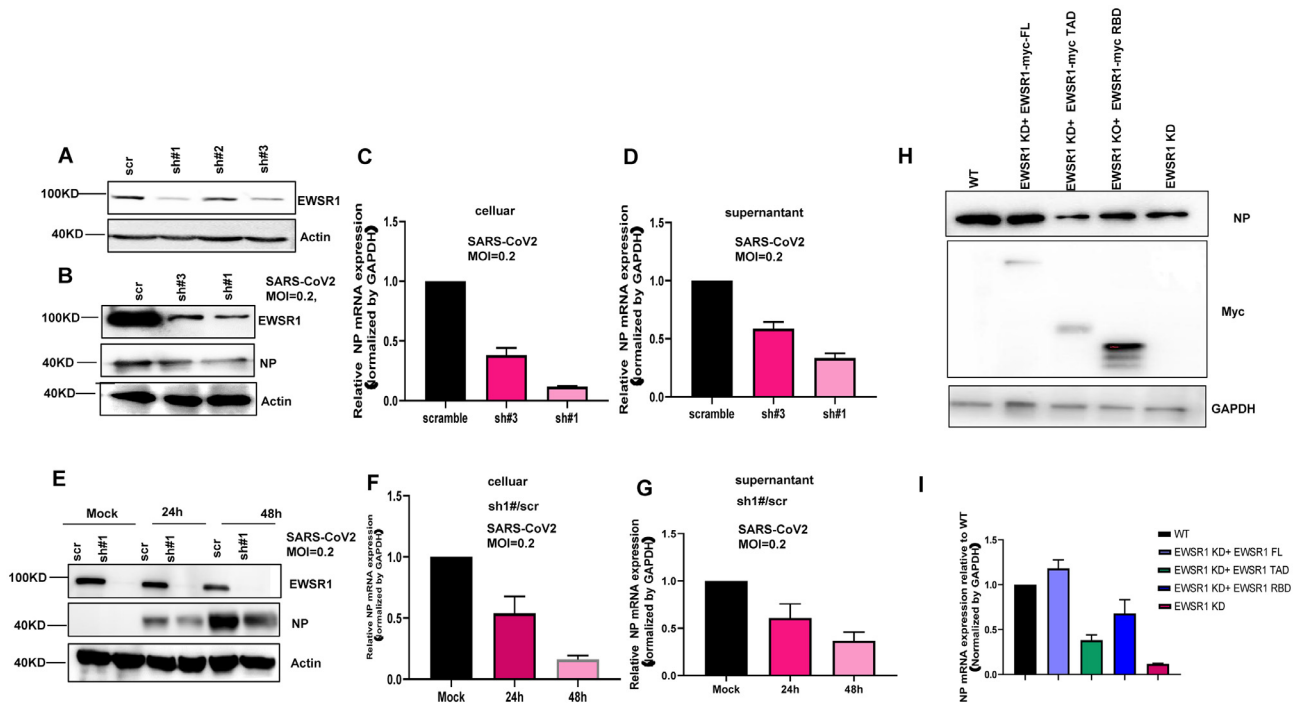 A
scr
sh#1
sh#2
sh#3
100KD
EWSR1
40KD
Actin
B
scr
sh#3
sh#1
SARS-CoV2
MOI=0.2,
100KD
EWSR1
40KD
NP
40KD
Actin
C
celluar
SARS-CoV2
MOI=0.2
Relative NP mRNA expression
(Normalized by GAPDH)
1.5
1.0
0.5
0.0
scramble
sh#3
sh#1
D
supernantant
SARS-CoV2
MOI=0.2
Relative NP mRNA expression
(Normalized by GAPDH)
1.5
1.0
0.5
0.0
scramble
sh#3
sh#1
E
Mock
24h
48h
scr
sh#1
scr
sh#1
scr
sh#1
SARS-CoV2
MOI=0.2
100KD
EWSR1
40KD
NP
40KD
Actin
F
celluar
sh1#/scr
SARS-CoV2
MOI=0.2
Relative NP mRNA expression
(Normalized by GAPDH)
1.5
1.0
0.5
0.0
Mock
24h
48h
G
supernantant
sh1#/scr
SARS-CoV2
MOI=0.2
Relative NP mRNA expression
(Normalized by GAPDH)
1.5
1.0
0.5
0.0
Mock
24h
48h
H
WT
EWSR1 KD+ EWSR1-myc-FL
EWSR1 KD+ EWSR1-myc TAD
EWSR1 KO+ EWSR1-myc RBD
EWSR1 KD
NP
Myc
GAPDH
I
NP mRNA expression relative to WT
(Normalized by GAPDH)
1.5
1.0
0.5
0.0
WT
EWSR1 KD+ EWSR1 FL
EWSR1 KD+ EWSR1 TAD
EWSR1 KD+ EWSR1 RBD
EWSR1 KD